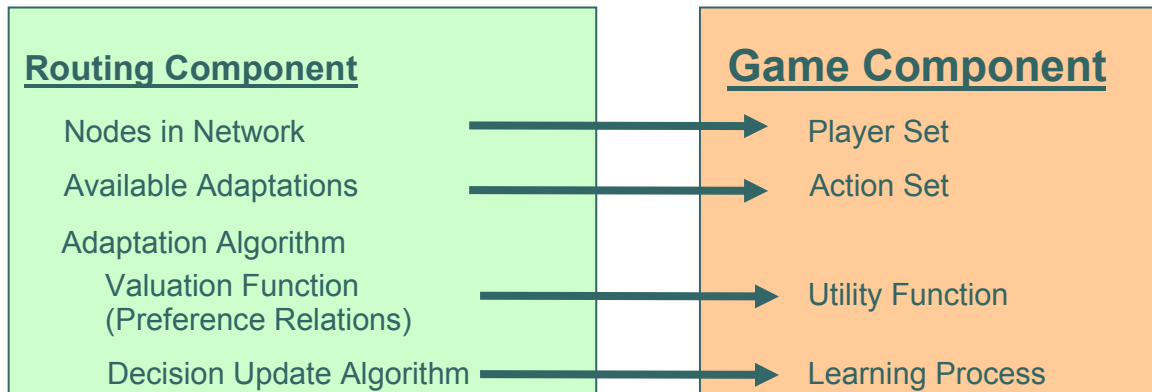 Routing Component
Nodes in Network
Available Adaptations
Adaptation Algorithm
Valuation Function
(Preference Relations)
Decision Update Algorithm
Game Component
Player Set
Action Set
Utility Function
Learning Process